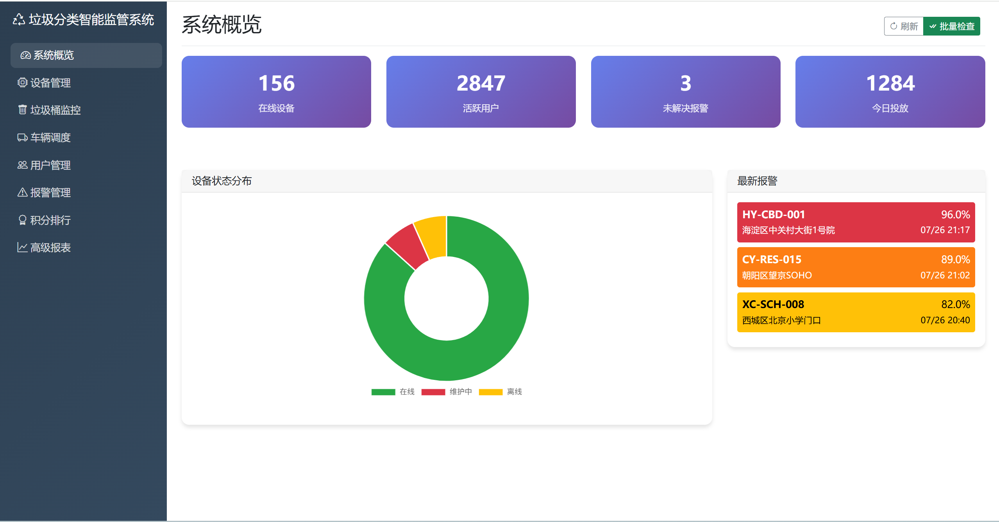 垃圾分类智能监管系统
系统概览
设备管理
垃圾桶监控
车辆调度
用户管理
报警管理
积分排行
高级报表
系统概览
刷新
批量检查
156
在线设备
2847
活跃用户
3
未解决报警
1284
今日投放
设备状态分布
在线
维护中
离线
最新报警
HY-CBD-001 96.0%
海淀区中关村大街1号院 07/26 21:17
CY-RES-015 89.0%
朝阳区望京SOHO 07/26 21:02
XC-SCH-008 82.0%
西城区北京小学门口 07/26 20:40